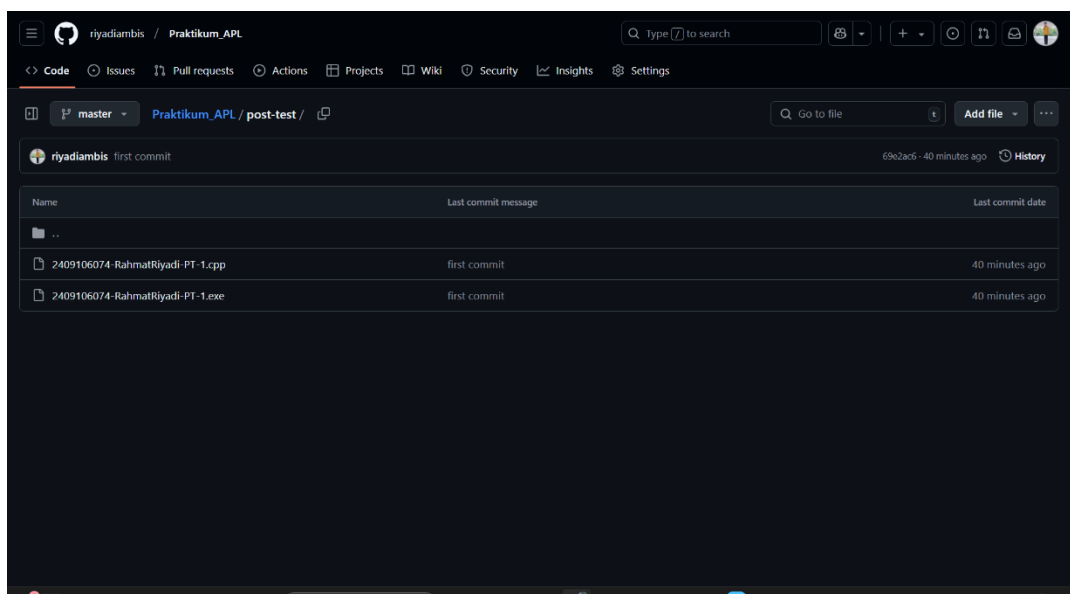 riyadiambis / Praktikum_APL
Type / to search
Code Issues Pull requests Actions Projects Wiki Security Insights Settings
master Praktikum_APL / post-test / Go to file t Add file
riyadiambis first commit 69e2ac6 · 40 minutes ago History
Name Last commit message Last commit date
..
2409106074-RahmatRiyadi-PT-1.cpp first commit 40 minutes ago
2409106074-RahmatRiyadi-PT-1.exe first commit 40 minutes ago